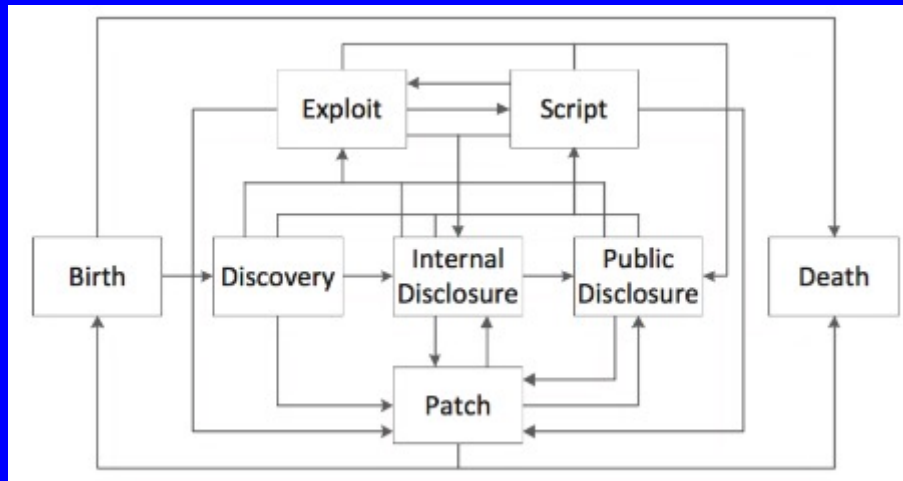 Exploit
Script
Birth
Discovery
Internal
Disclosure
Public
Disclosure
Death
Patch